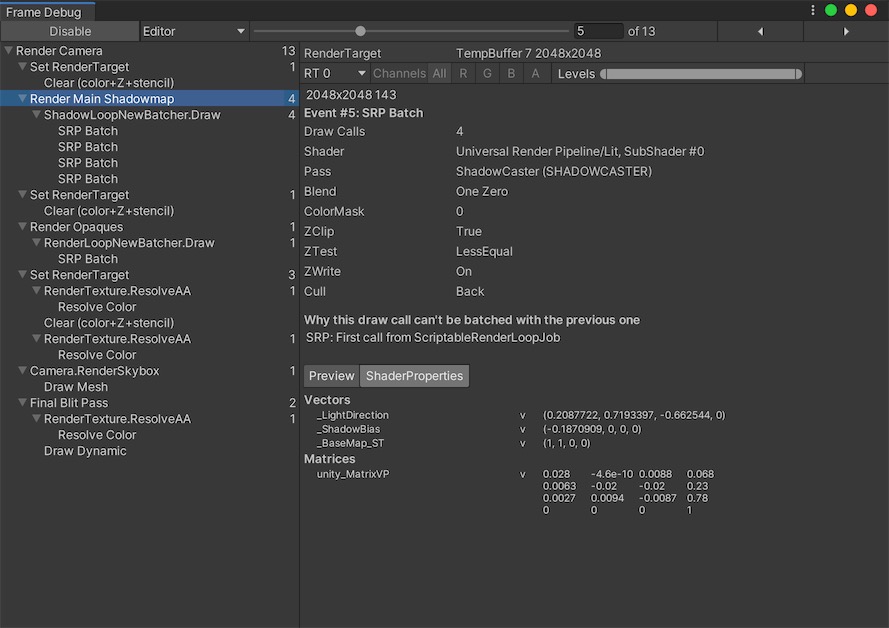 Frame Debug
Disable Editor 5 of 13
Render Camera 13
Set RenderTarget 1
Clear (color+Z+stencil)
Render Main Shadowmap 4
ShadowLoopNewBatcher.Draw 4
SRP Batch
SRP Batch
SRP Batch
SRP Batch
Set RenderTarget 1
Clear (color+Z+stencil)
Render Opaques 1
RenderLoopNewBatcher.Draw 1
SRP Batch
Set RenderTarget 3
RenderTexture.ResolveAA 1
Resolve Color
Clear (color+Z+stencil)
RenderTexture.ResolveAA 1
Resolve Color
Camera.RenderSkybox 1
Draw Mesh
Final Blit Pass 2
RenderTexture.ResolveAA 1
Resolve Color
Draw Dynamic
RenderTarget TempBuffer 7 2048x2048
RT 0 Channels All R G B A Levels
2048x2048 143
Event #5: SRP Batch
Draw Calls 4
Shader Universal Render Pipeline/Lit, SubShader #0
Pass ShadowCaster (SHADOWCASTER)
Blend One Zero
ColorMask 0
ZClip True
ZTest LessEqual
ZWrite On
Cull Back
Why this draw call can't be batched with the previous one
SRP: First call from ScriptableRenderLoopJob
Preview ShaderProperties
Vectors
_LightDirection v (0.2087722, 0.7193397, -0.662544, 0)
_ShadowBias v (-0.1870909, 0, 0, 0)
_BaseMap_ST v (1, 1, 0, 0)
Matrices
unity_MatrixVP v 0.028 -4.6e-10 0.0088 0.068
0.0063 -0.02 -0.02 0.23
0.0027 0.0094 -0.0087 0.78
0 0 0 1